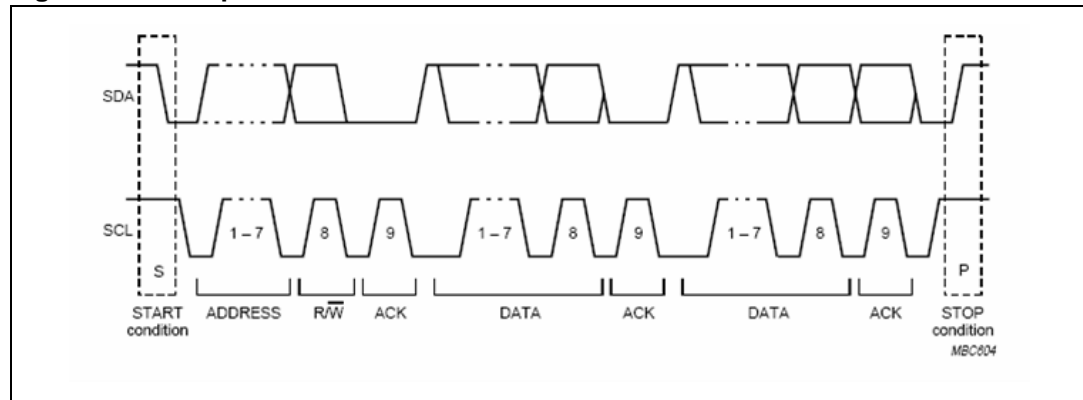 SDA
SCL
1 – 7 8 9 1 – 7 8 9 1 – 7 8 9
S P
START condition ADDRESS R/W̅ ACK DATA ACK DATA ACK STOP condition
MBC604